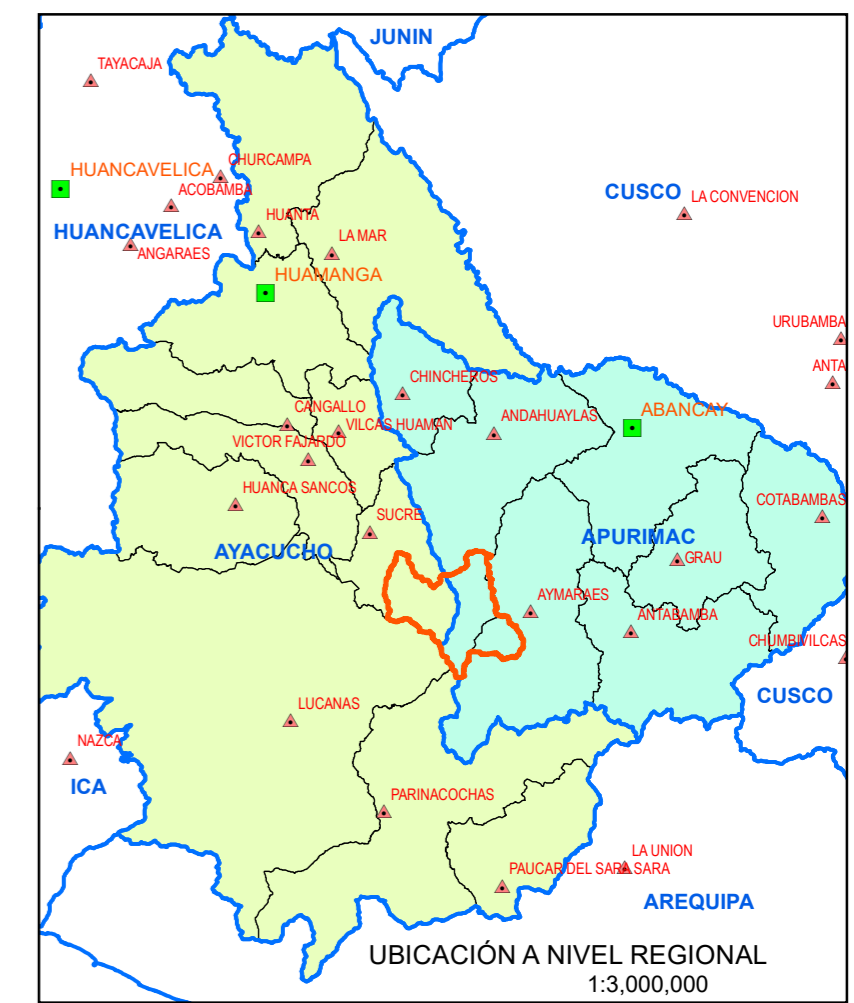 JUNIN
TAYACAJA
HUANCAVELICA
CHURCAMPA
ACOBAMBA
CUSCO
LA CONVENCION
HUANTA
HUANCAVELICA
LA MAR
ANGARAES
HUAMANGA
URUBAMBA
ANTA
CHINCHEROS
CANGALLO
ANDAHUAYLAS
ABANCAY
VILCAS HUAMAN
VICTOR FAJARDO
HUANCA SANCOS
COTABAMBAS
SUCRE
AYACUCHO
APURIMAC
GRAU
AYMARAES
ANTABAMBA
CHUMBIVILCAS
CUSCO
LUCANAS
NAZCA
ICA
PARINACOCHAS
LA UNION
PAUCAR DEL SARA SARA
AREQUIPA
UBICACIÓN A NIVEL REGIONAL
1:3,000,000